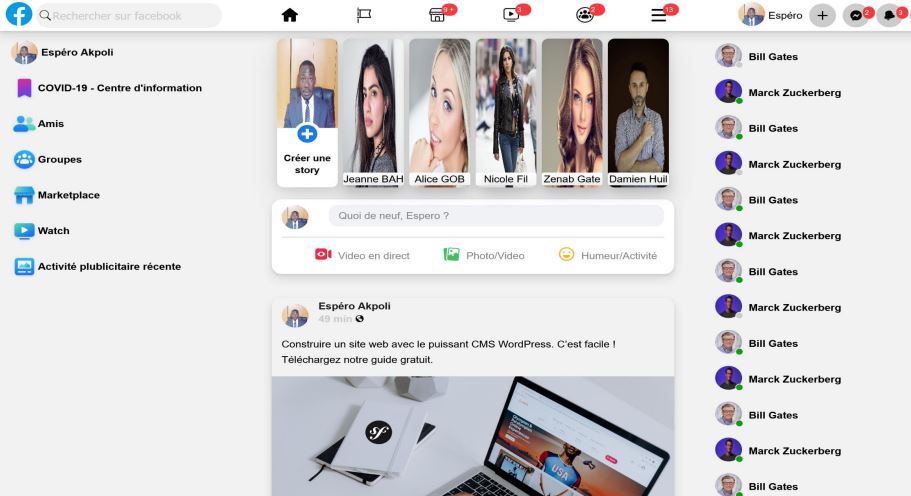 Rechercher sur facebook
9 +
3
2
13
Espéro
2
3
Espéro Akpoli
COVID-19 - Centre d'information
Amis
Groupes
Marketplace
Watch
Activité plublicitaire récente
Créer une
story
Jeanne BAH
Alice GOB
Nicole Fil
Zenab Gate
Damien Huil
Quoi de neuf, Espero ?
Video en direct
Photo/Video
Humeur/Activité
Espéro Akpoli
49 min
Construire un site web avec le puissant CMS WordPress. C'est facile !
Téléchargez notre guide gratuit.
sf
USA
Bill Gates
Marck Zuckerberg
Bill Gates
Marck Zuckerberg
Bill Gates
Marck Zuckerberg
Bill Gates
Marck Zuckerberg
Bill Gates
Marck Zuckerberg
Bill Gates
Marck Zuckerberg
Bill Gates